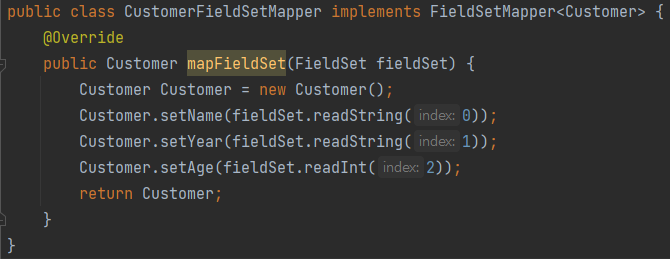 public class CustomerFieldSetMapper implements FieldSetMapper<Customer> {
@Override
public Customer mapFieldSet(FieldSet fieldSet) {
Customer Customer = new Customer();
Customer.setName(fieldSet.readString( index: 0));
Customer.setYear(fieldSet.readString( index: 1));
Customer.setAge(fieldSet.readInt( index: 2));
return Customer;
}
}